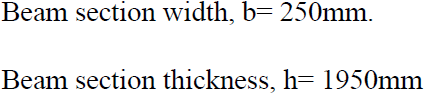 Beam section width, b= 250mm.
Beam section thickness, h= 1950mm